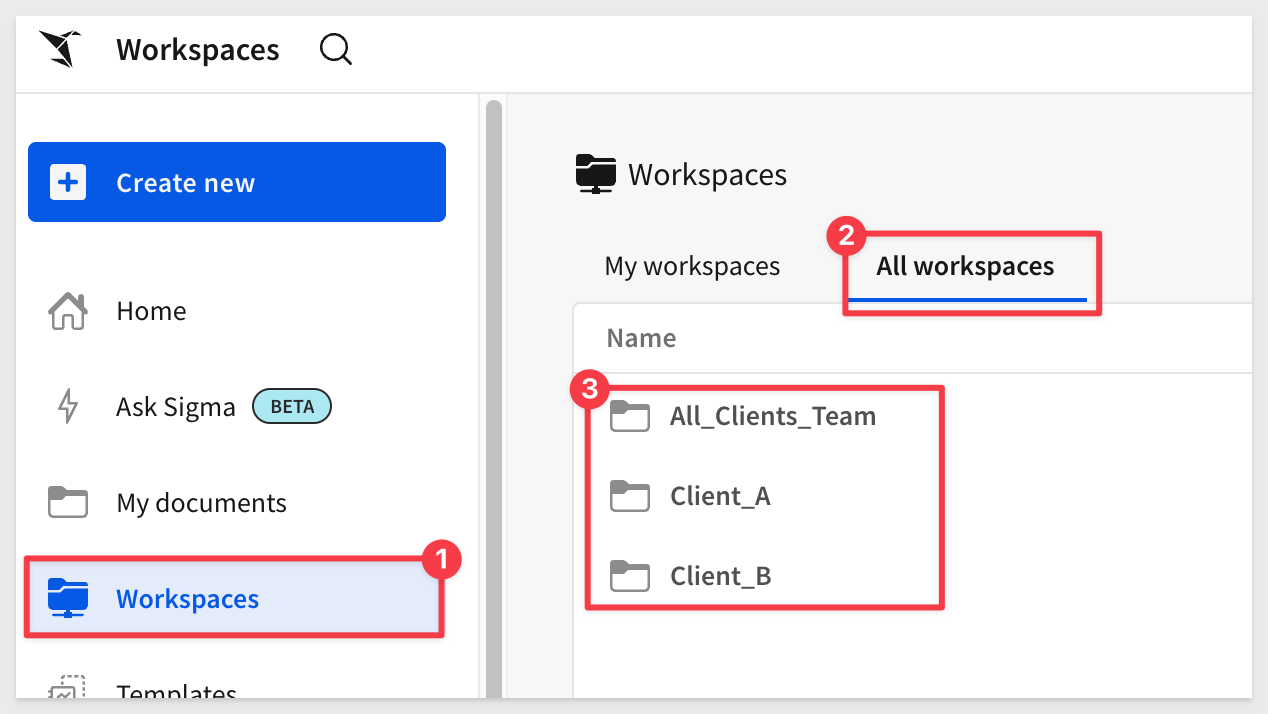 Workspaces
Create new
Home
Ask Sigma BETA
My documents
1
Workspaces
Templates
Workspaces
2
My workspaces All workspaces
Name
3
All_Clients_Team
Client_A
Client_B